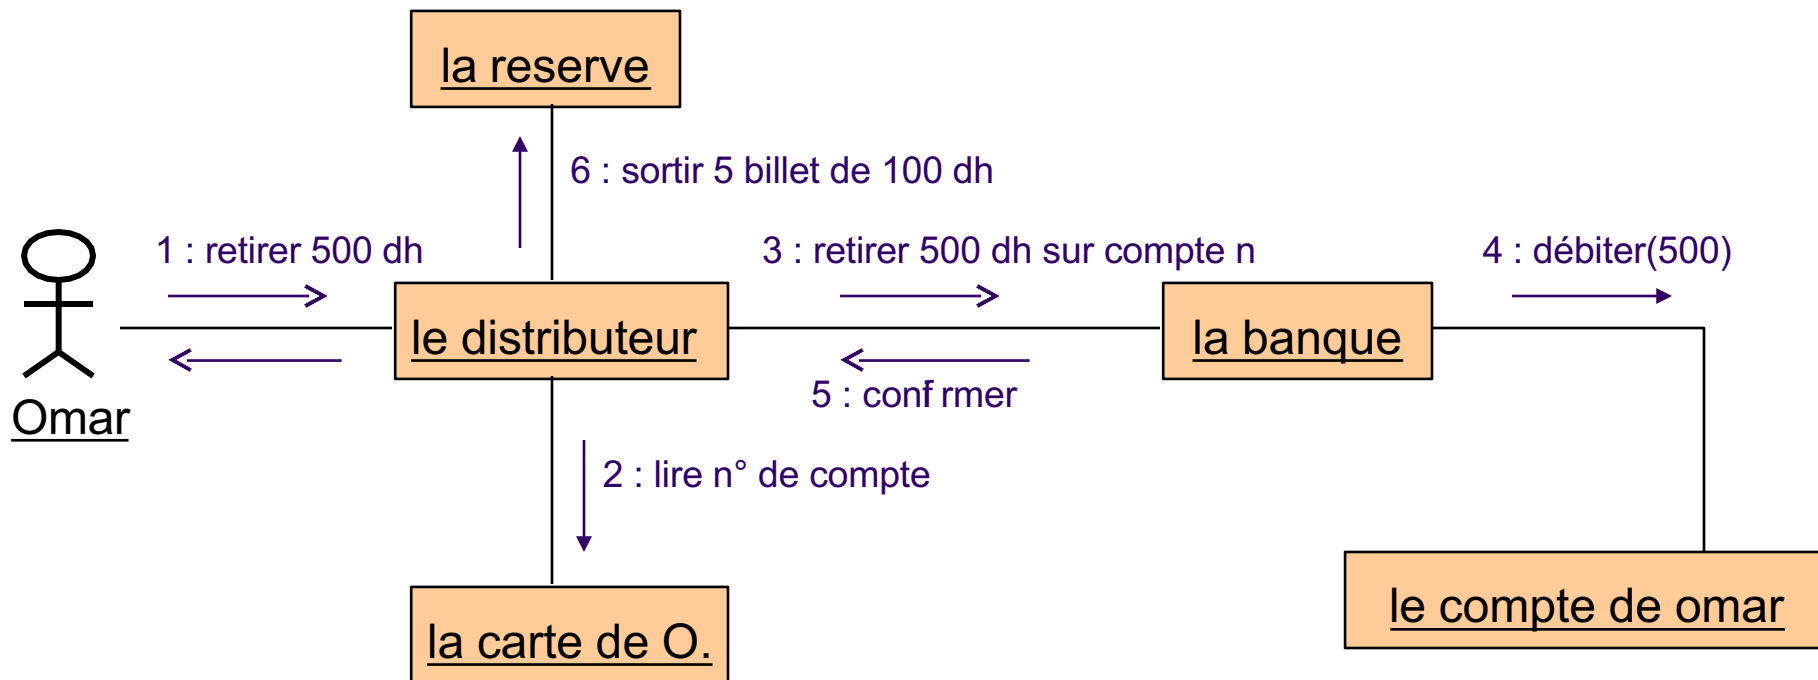 la reserve
6 : sortir 5 billet de 100 dh
1 : retirer 500 dh
3 : retirer 500 dh sur compte n
4 : débiter(500)
le distributeur
la banque
5 : conf rmer
Omar
2 : lire n° de compte
le compte de omar
la carte de O.